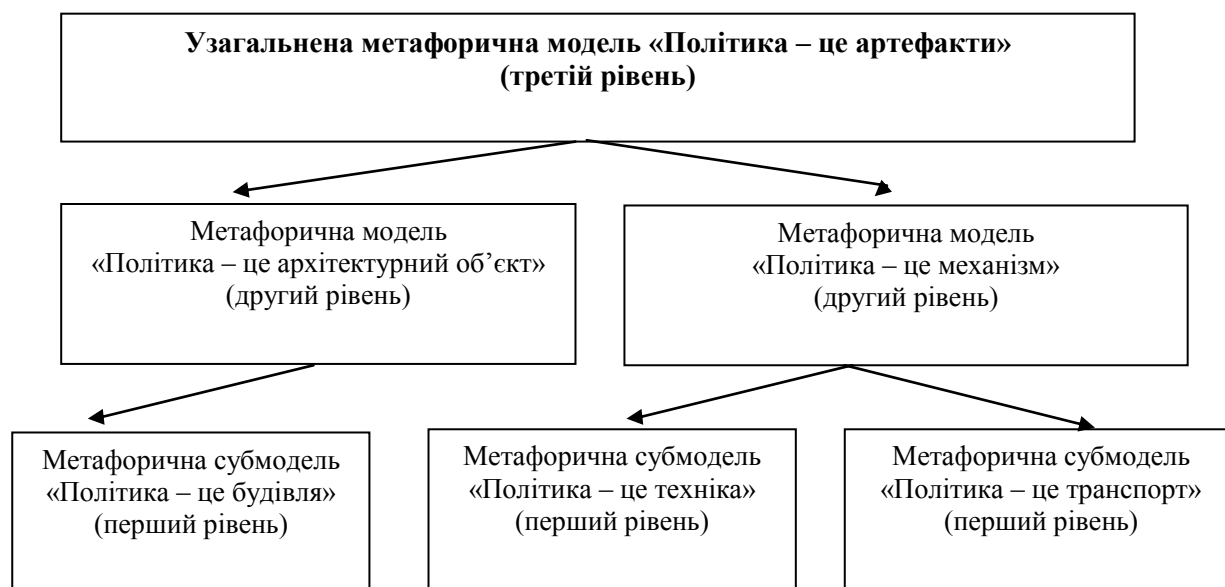 Узагальнена метафорична модель «Політика – це артефакти»
(третій рівень)
Метафорична модель
«Політика – це архітектурний об’єкт»
(другий рівень)
Метафорична модель
«Політика – це механізм»
(другий рівень)
Метафорична субмодель
«Політика – це будівля»
(перший рівень)
Метафорична субмодель
«Політика – це техніка»
(перший рівень)
Метафорична субмодель
«Політика – це транспорт»
(перший рівень)